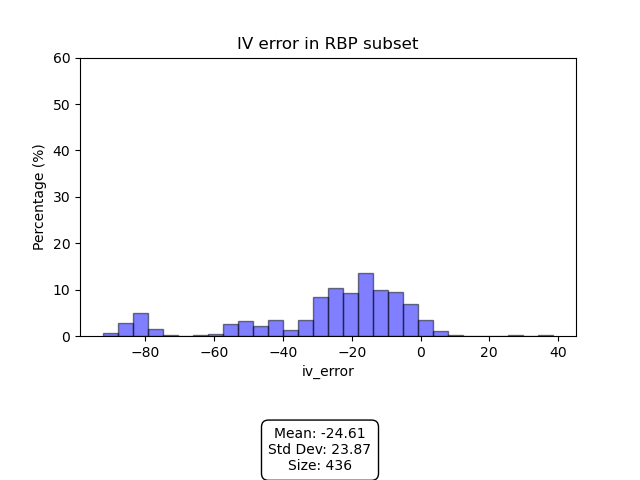 IV error in RBP subset
60
50
40
30
20
10
0
Percentage (%)
−80
−60
−40
−20
0
20
40
iv_error
Mean: -24.61
Std Dev: 23.87
Size: 436